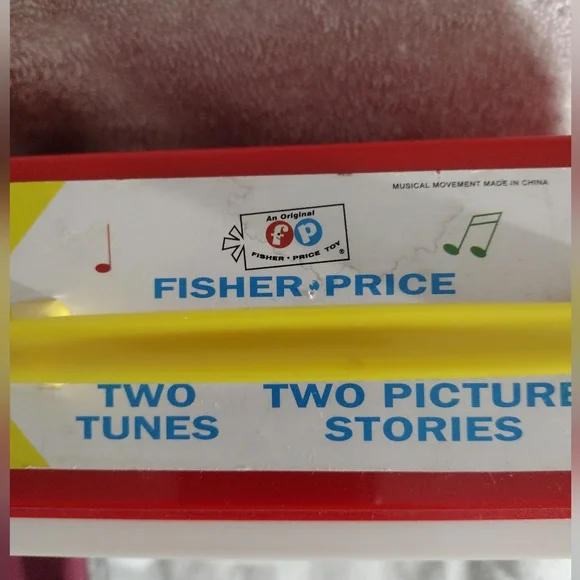 MUSICAL MOVEMENT MADE IN CHINA
An Original
fp
FISHER • PRICE TOY
®
FISHER•PRICE
TWO TUNES
TWO PICTURE STORIES